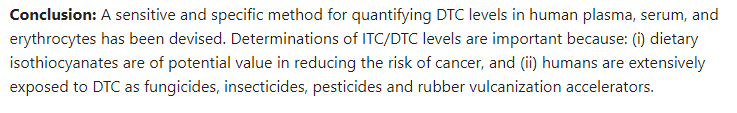 Conclusion: A sensitive and specific method for quantifying DTC levels in human plasma, serum, and
erythrocytes has been devised. Determinations of ITC/DTC levels are important because: (i) dietary
isothiocyanates are of potential value in reducing the risk of cancer, and (ii) humans are extensively
exposed to DTC as fungicides, insecticides, pesticides and rubber vulcanization accelerators.